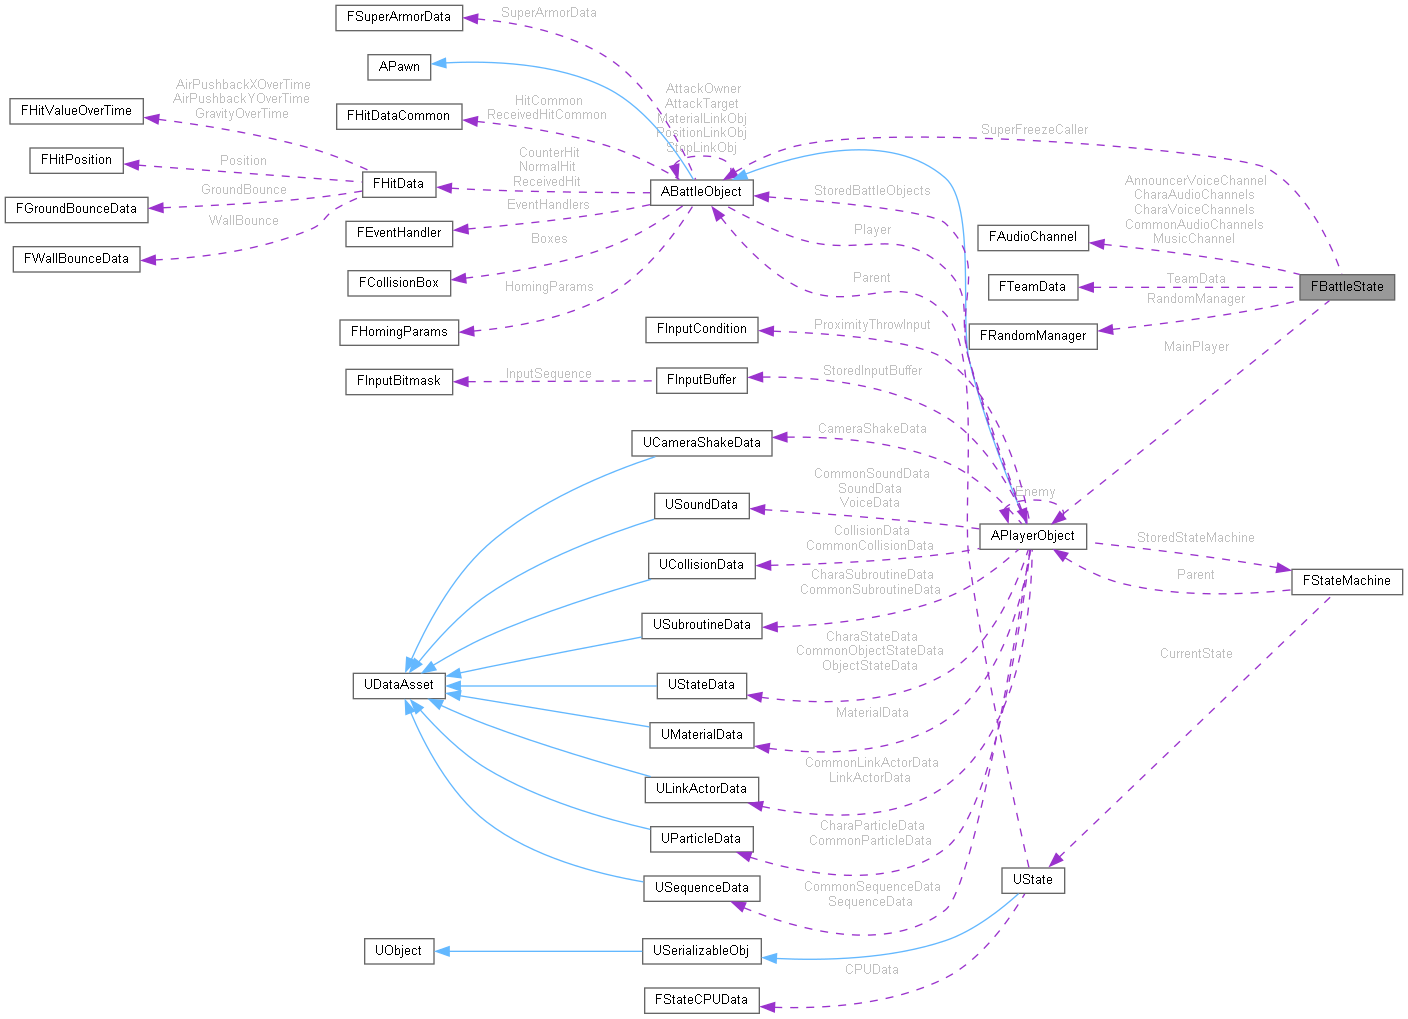 FSuperArmorData
SuperArmorData
APawn
AirPushbackXOverTime
AirPushbackYOverTime
GravityOverTime
FHitValueOverTime
FHitDataCommon
HitCommon
ReceivedHitCommon
AttackOwner
AttackTarget
MaterialLinkObj
PositionLinkObj
StopLinkObj
SuperFreezeCaller
FHitPosition
Position
FHitData
CounterHit
NormalHit
ReceivedHit
ABattleObject
StoredBattleObjects
AnnouncerVoiceChannel
CharaAudioChannels
CharaVoiceChannels
CommonAudioChannels
MusicChannel
FGroundBounceData
GroundBounce
WallBounce
FWallBounceData
EventHandlers
FEventHandler
Boxes
Player
FAudioChannel
FCollisionBox
HomingParams
Parent
FTeamData
TeamData
RandomManager
FBattleState
FHomingParams
FInputCondition
ProximityThrowInput
FRandomManager
MainPlayer
FInputBitmask
InputSequence
FInputBuffer
StoredInputBuffer
UCameraShakeData
CameraShakeData
USoundData
CommonSoundData
SoundData
VoiceData
Enemy
APlayerObject
StoredStateMachine
Parent
FStateMachine
UCollisionData
CollisionData
CommonCollisionData
USubroutineData
CharaSubroutineData
CommonSubroutineData
UDataAsset
UStateData
CharaStateData
CommonObjectStateData
ObjectStateData
CurrentState
UMaterialData
MaterialData
ULinkActorData
CommonLinkActorData
LinkActorData
UParticleData
CharaParticleData
CommonParticleData
USequenceData
CommonSequenceData
SequenceData
UState
UObject
USerializableObj
FStateCPUData
CPUData